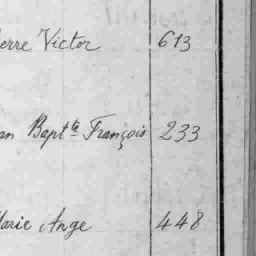 erre Victor 613
an Bapt.te François 233
arie Ange 448